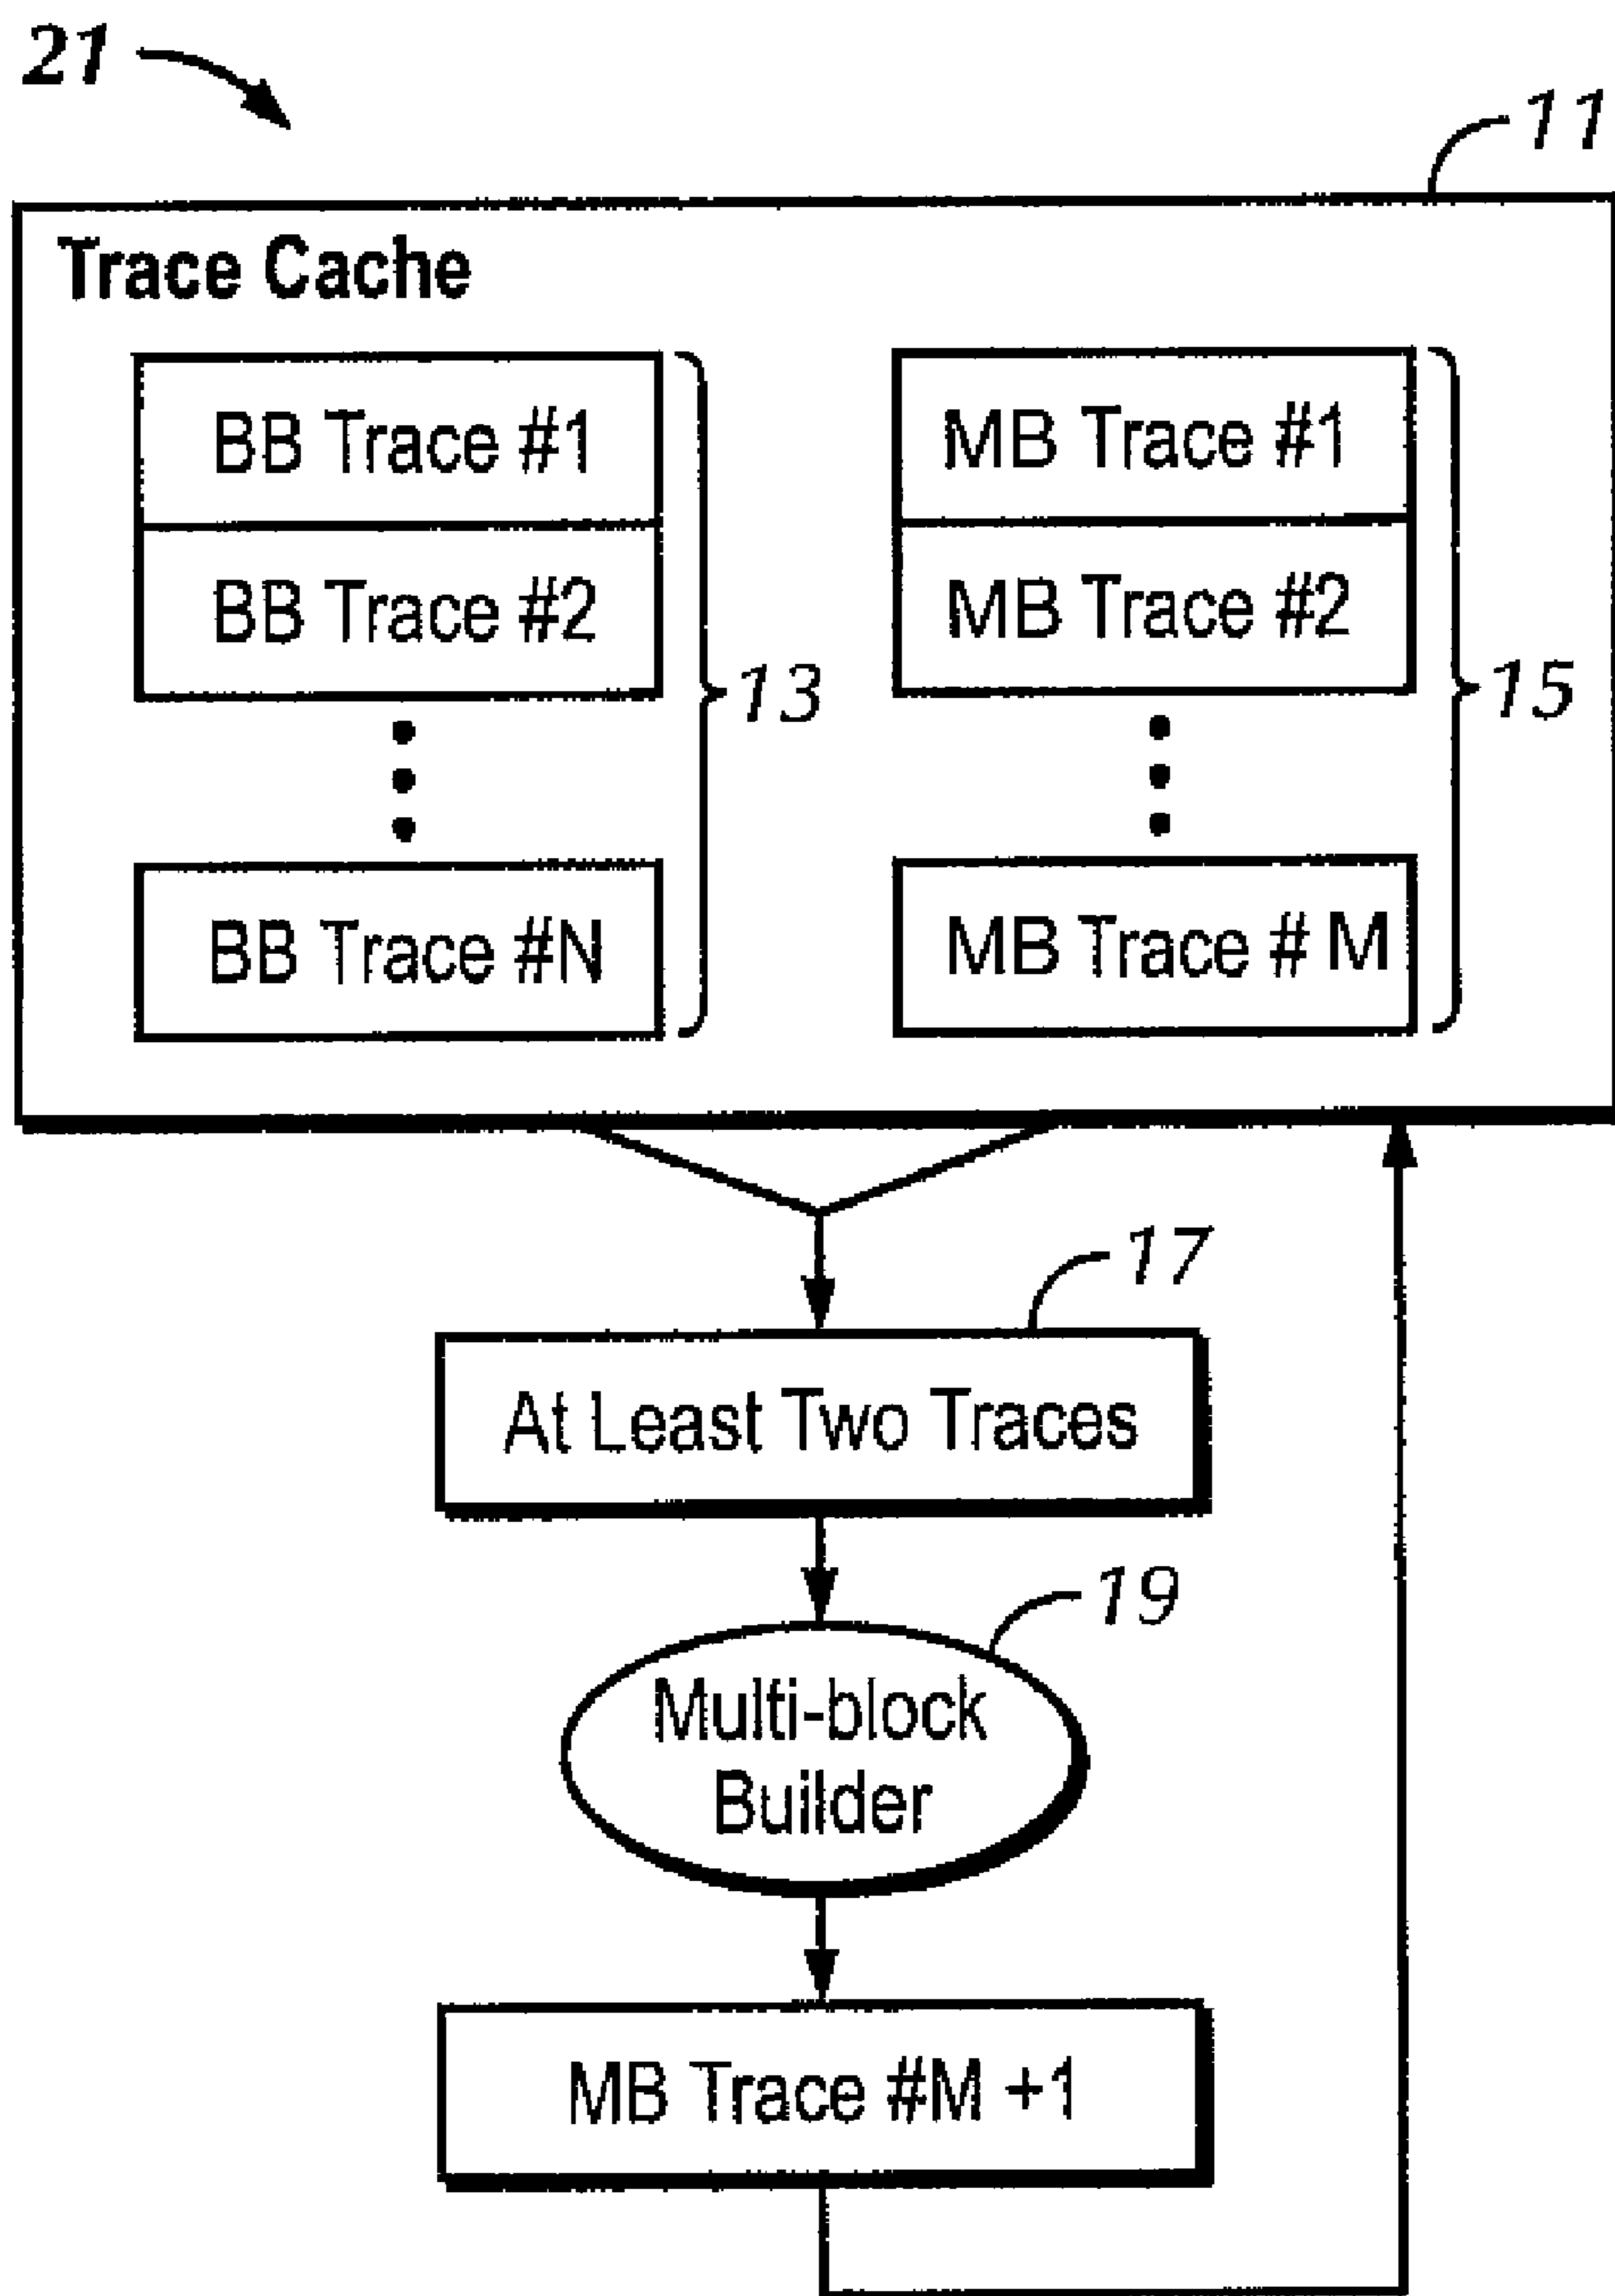 21
11
Trace Cache
BB Trace #1
BB Trace #2
BB Trace #N
13
MB Trace #1
MB Trace #2
MB Trace # M
15
17
At Least Two Traces
19
Multi-block
Builder
MB Trace #M +1